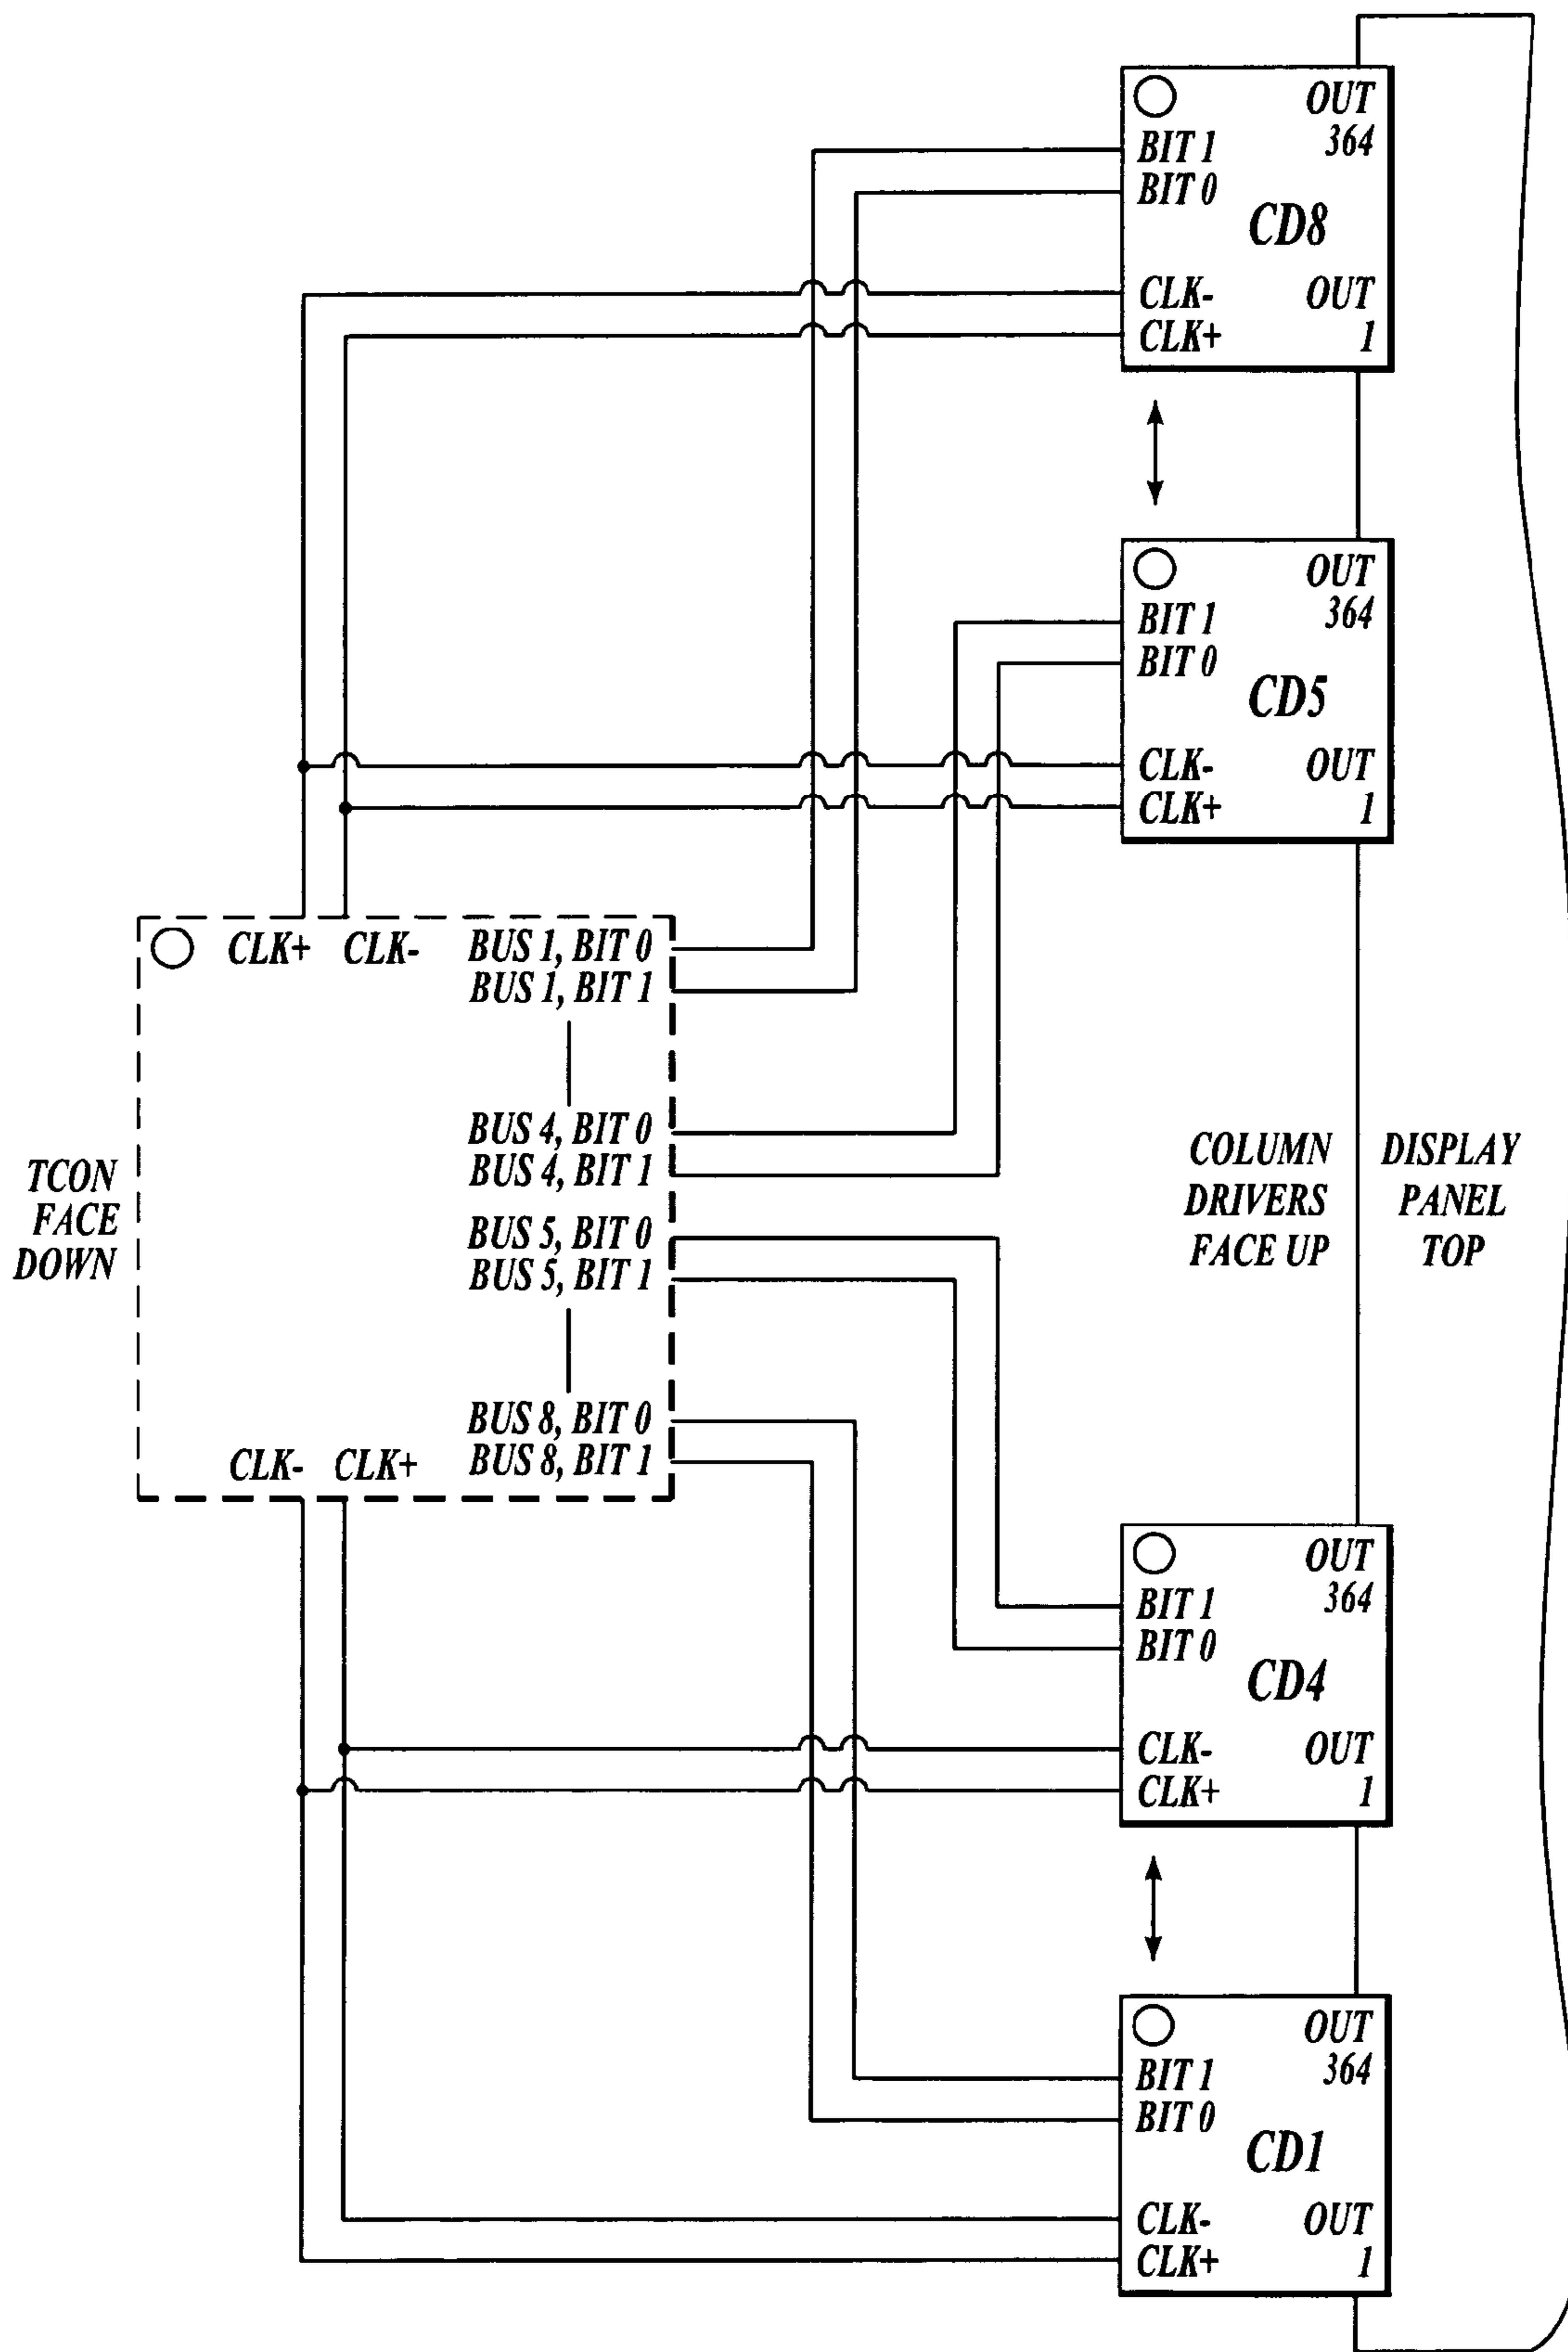 OUT
364
BIT 1
BIT 0
CD8
CLK- OUT
CLK+ 1
OUT
364
BIT 1
BIT 0
CD5
CLK- OUT
CLK+ 1
CLK+ CLK- BUS 1, BIT 0
BUS 1, BIT 1
BUS 4, BIT 0
BUS 4, BIT 1
BUS 5, BIT 0
BUS 5, BIT 1
BUS 8, BIT 0
BUS 8, BIT 1
CLK- CLK+
TCON
FACE
DOWN
COLUMN
DRIVERS
FACE UP
DISPLAY
PANEL
TOP
OUT
364
BIT 1
BIT 0
CD4
CLK- OUT
CLK+ 1
OUT
364
BIT 1
BIT 0
CD1
CLK- OUT
CLK+ 1